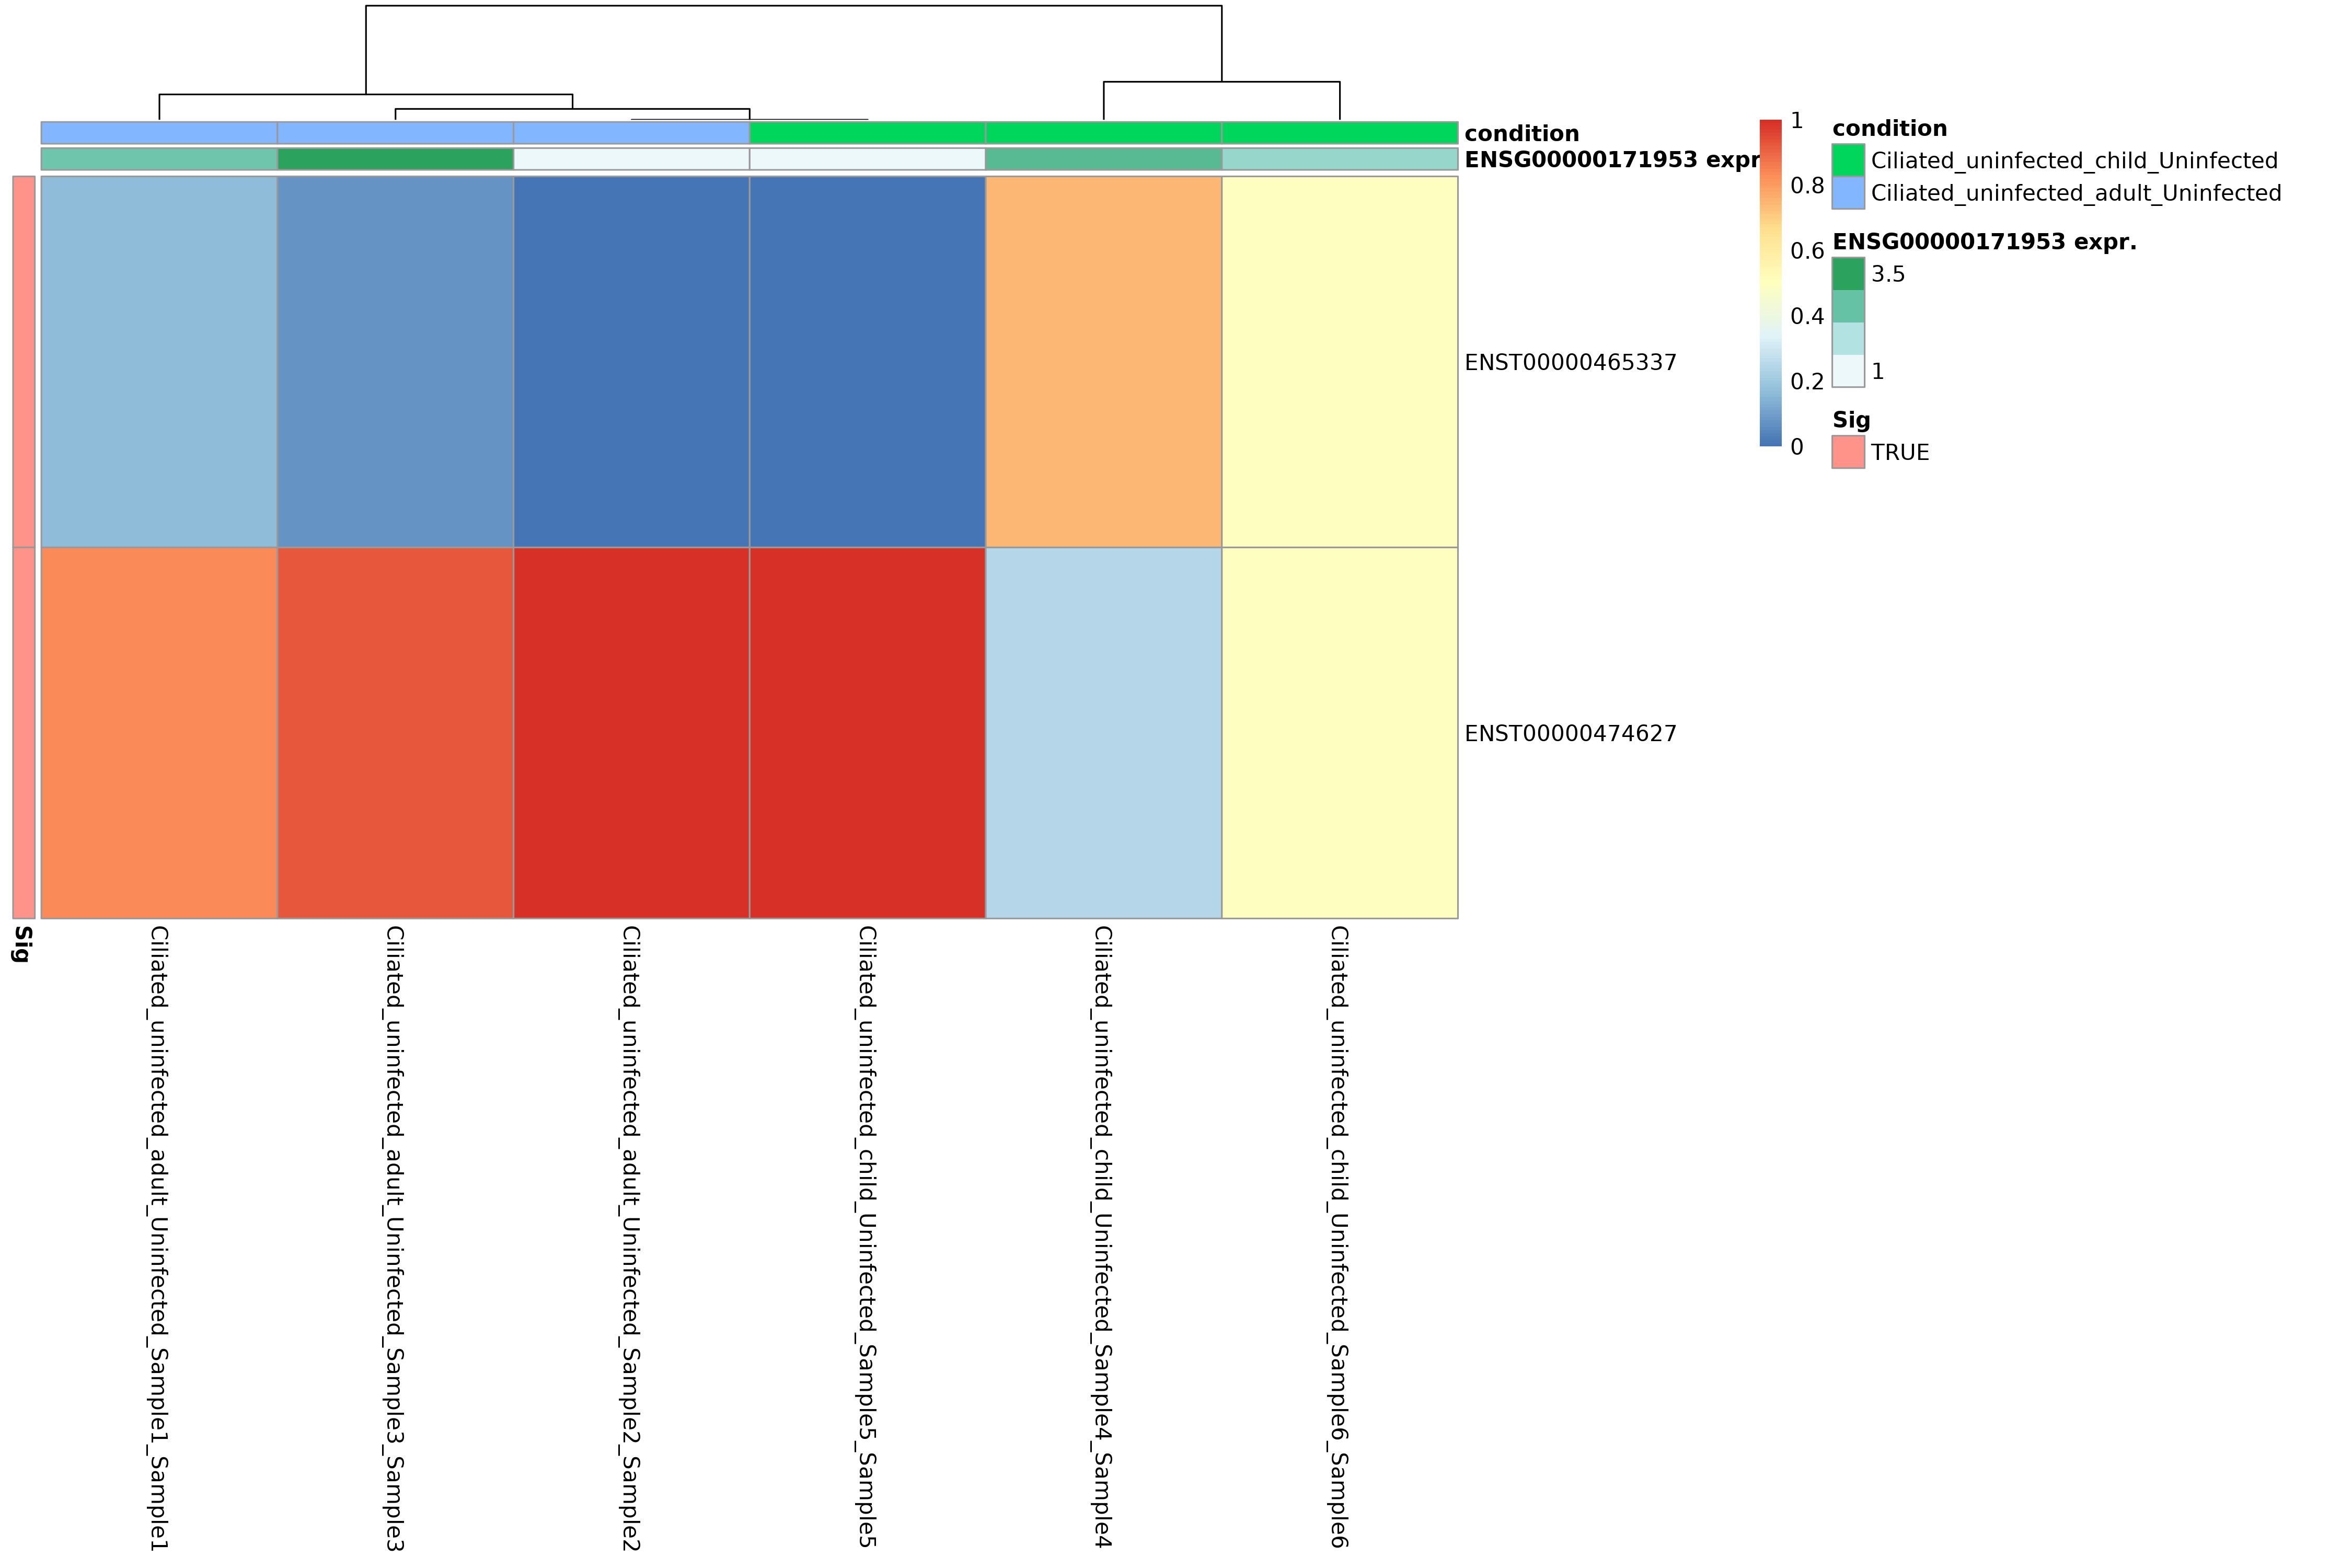 condition
ENSG00000171953 expr
ENST00000465337
ENST00000474627
Sig
Ciliated_uninfected_adult_Uninfected_Sample1_Sample1
Ciliated_uninfected_adult_Uninfected_Sample3_Sample3
Ciliated_uninfected_adult_Uninfected_Sample2_Sample2
Ciliated_uninfected_child_Uninfected_Sample5_Sample5
Ciliated_uninfected_child_Uninfected_Sample4_Sample4
Ciliated_uninfected_child_Uninfected_Sample6_Sample6
1
0.8
0.6
0.4
0.2
0
condition
Ciliated_uninfected_child_Uninfected
Ciliated_uninfected_adult_Uninfected
ENSG00000171953 expr.
3.5
1
Sig
TRUE